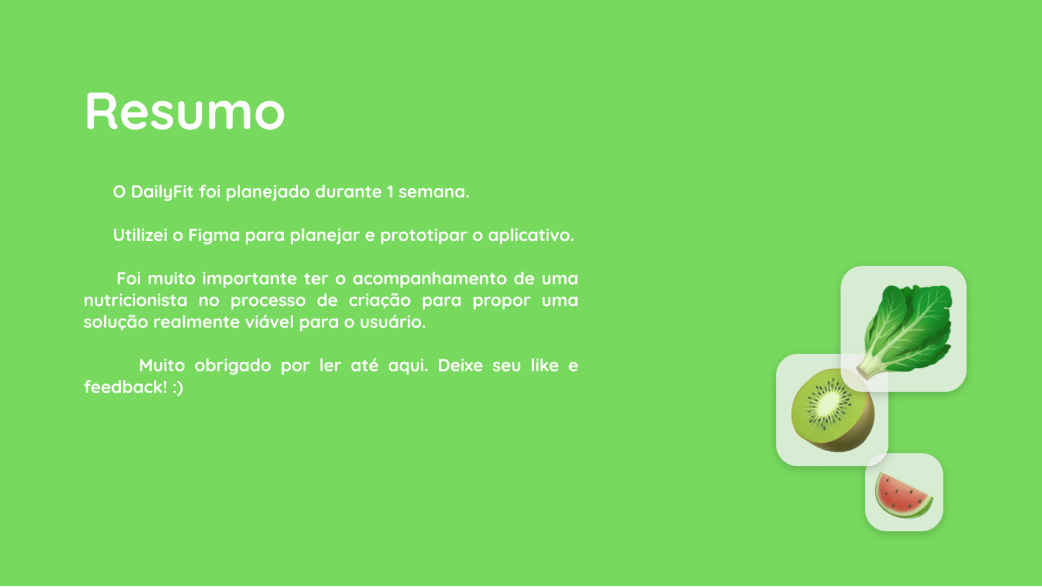 Resumo
O DailyFit foi planejado durante 1 semana.
Utilizei o Figma para planejar e prototipar o aplicativo.
Foi muito importante ter o acompanhamento de uma
nutricionista no processo de criação para propor uma
solução realmente viável para o usuário.
Muito obrigado por ler até aqui. Deixe seu like e
feedback! :)